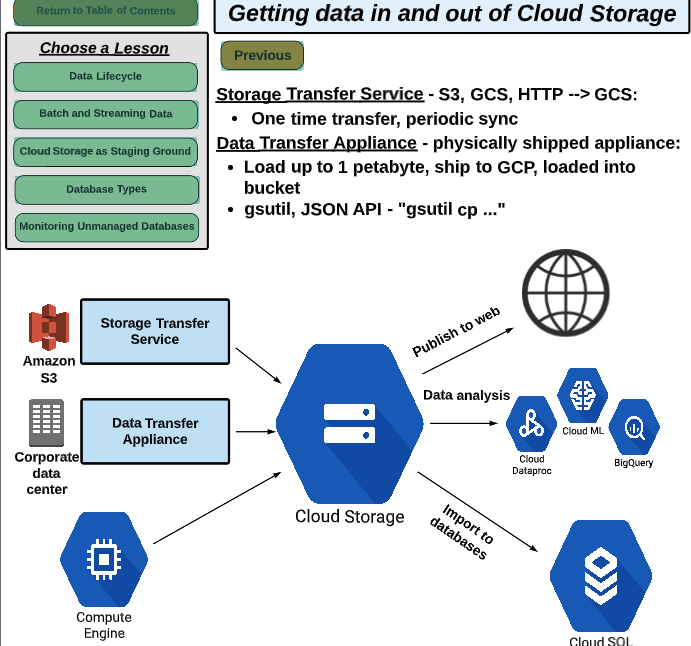 Return to Table of Contents
Choose a Lesson
Data Lifecycle
Batch and Streaming Data
Cloud Storage as Staging Ground
Database Types
Monitoring Unmanaged Databases
Getting data in and out of Cloud Storage
Previous
Storage Transfer Service - S3, GCS, HTTP --> GCS:
• One time transfer, periodic sync
Data Transfer Appliance - physically shipped appliance:
• Load up to 1 petabyte, ship to GCP, loaded into
bucket
• gsutil, JSON API - "gsutil cp ..."
Amazon
S3
Storage Transfer
Service
Corporate
data
center
Data Transfer
Appliance
Compute
Engine
Cloud Storage
Publish to web
Data analysis
Cloud
Dataproc
Cloud ML
BigQuery
Import to
databases
Cloud SQL